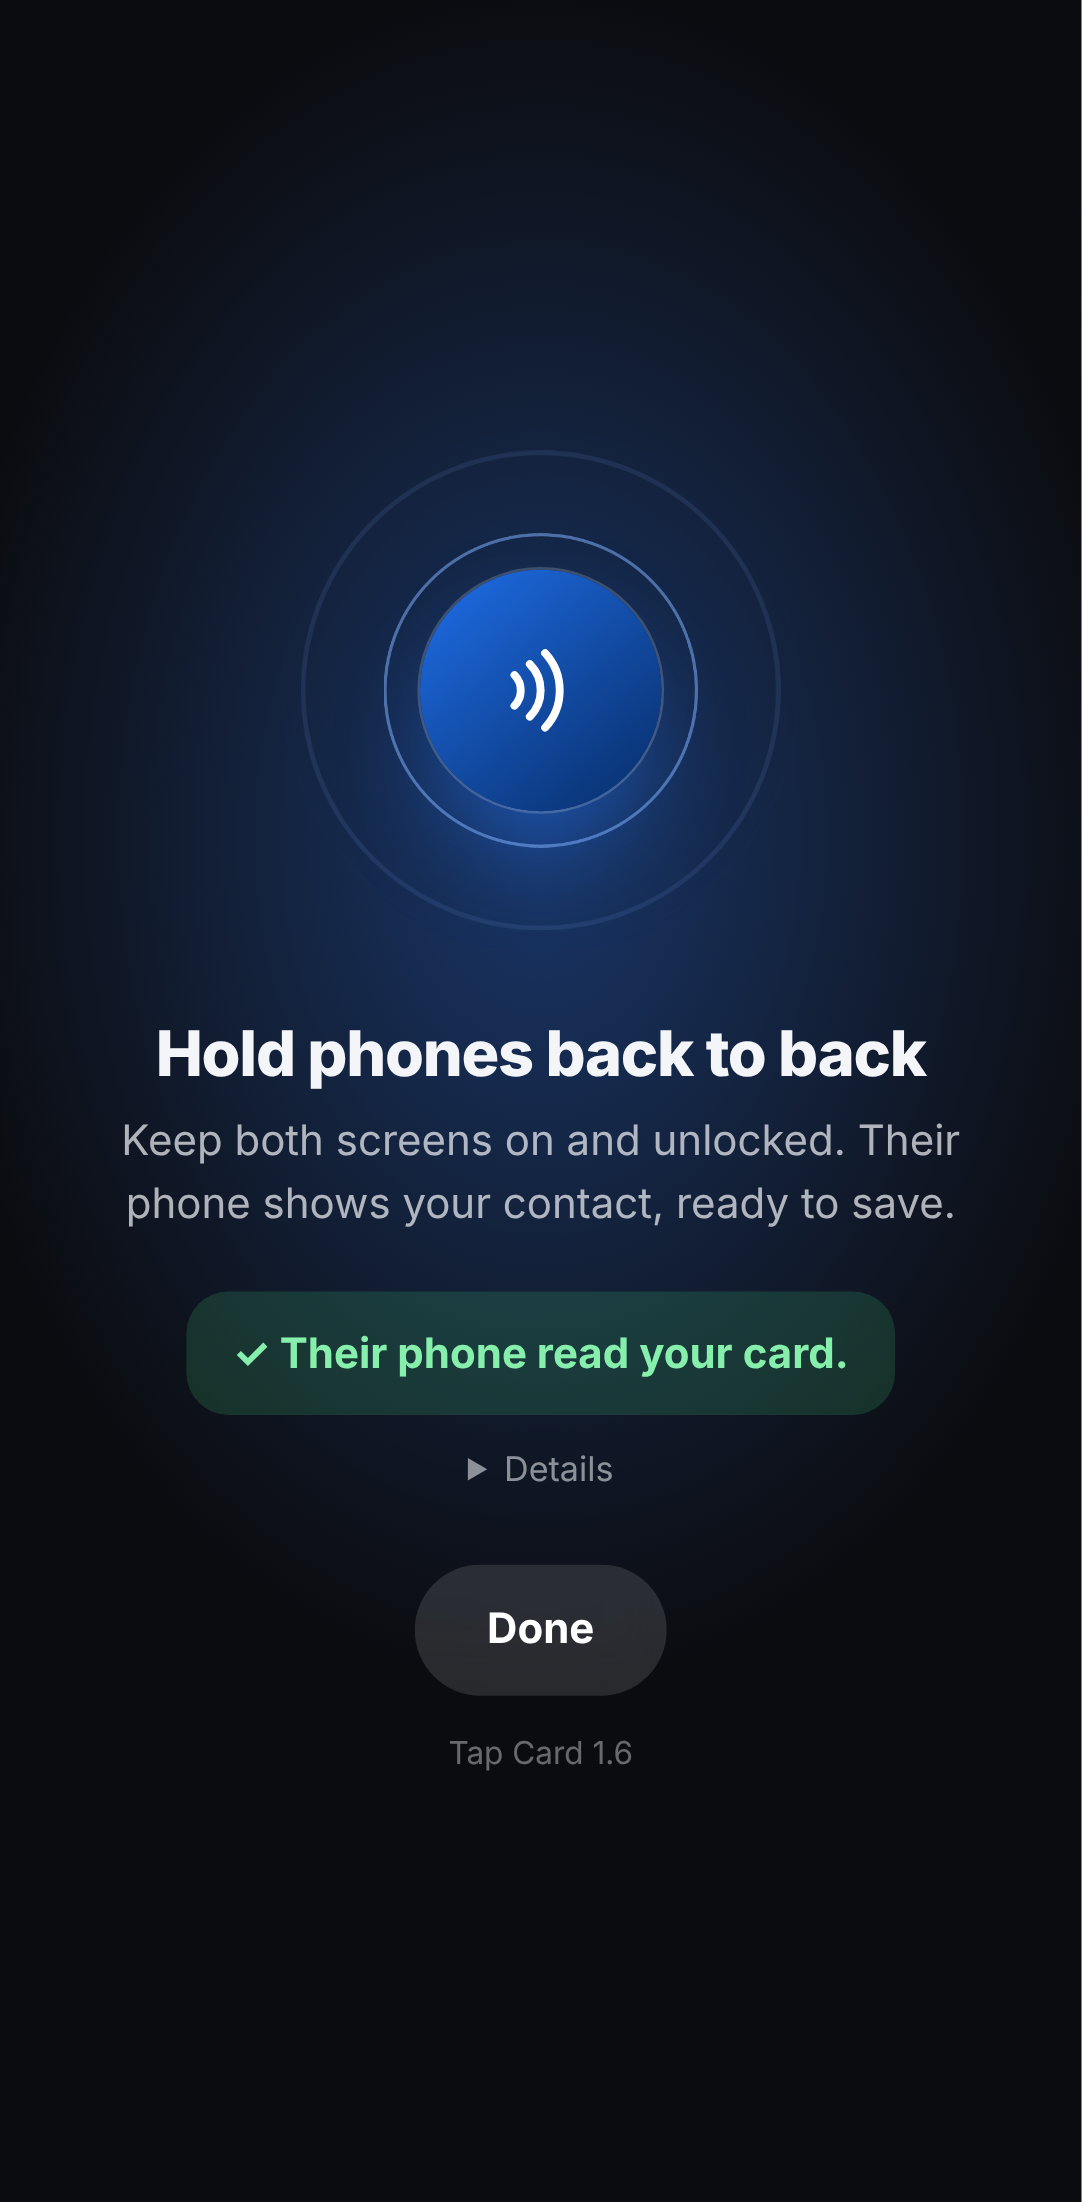 Hold phones back to back
Keep both screens on and unlocked. Their
phone shows your contact, ready to save.
✓ Their phone read your card.
▶ Details
Done
Tap Card 1.6